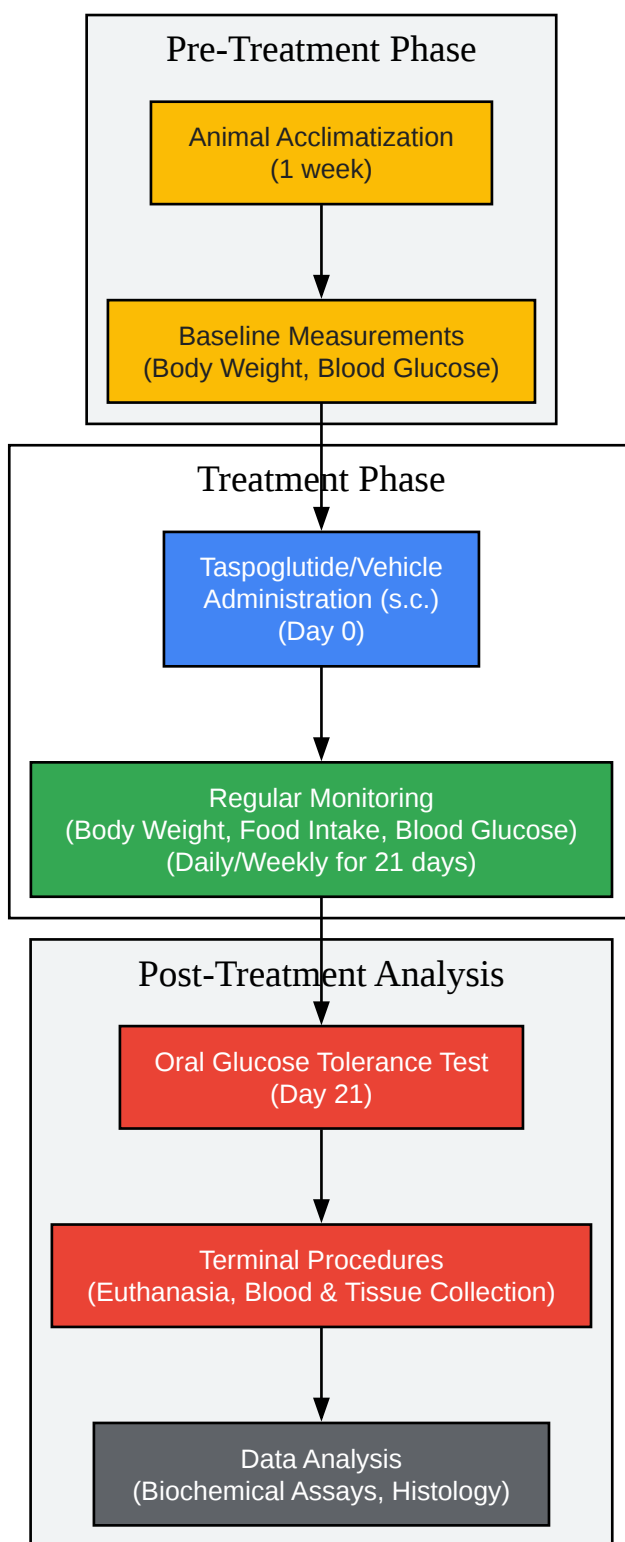 Pre-Treatment Phase
Animal Acclimatization
(1 week)
Baseline Measurements
(Body Weight, Blood Glucose)
Treatment Phase
Taspoglutide/Vehicle
Administration (s.c.)
(Day 0)
Regular Monitoring
(Body Weight, Food Intake, Blood Glucose)
(Daily/Weekly for 21 days)
Post-Treatment Analysis
Oral Glucose Tolerance Test
(Day 21)
Terminal Procedures
(Euthanasia, Blood & Tissue Collection)
Data Analysis
(Biochemical Assays, Histology)